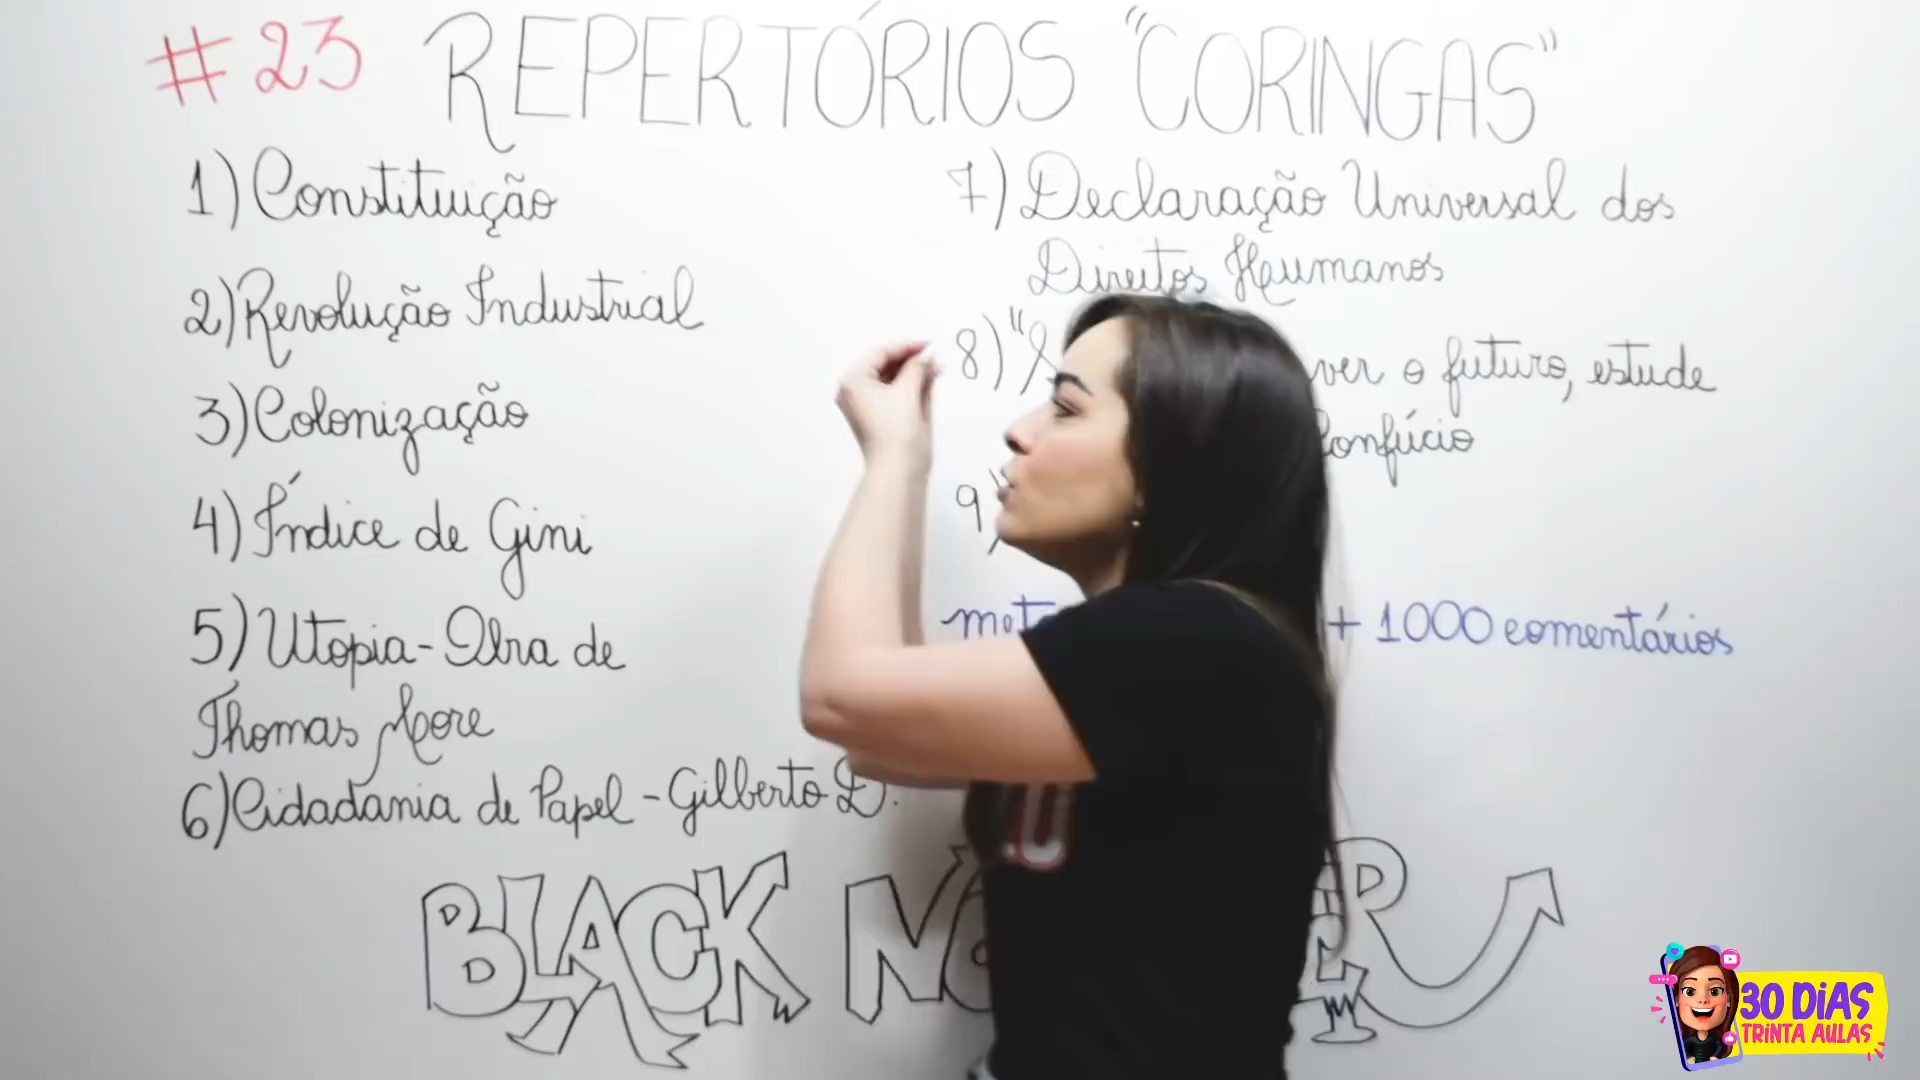 #23 REPERTÓRIOS "CORINGAS"
1) Constituição
2) Revolução Industrial
3) Colonização
4) Índice de Gini
5) Utopia - Obra de
Thomas More
6) Cidadania de Papel - Gilberto D.
7) Declaração Universal dos
Direitos Humanos
8) " ver o futuro, estude
Confúcio
9)
+ 1000 comentários
BLACK
30 DIAS
TRINTA AULAS